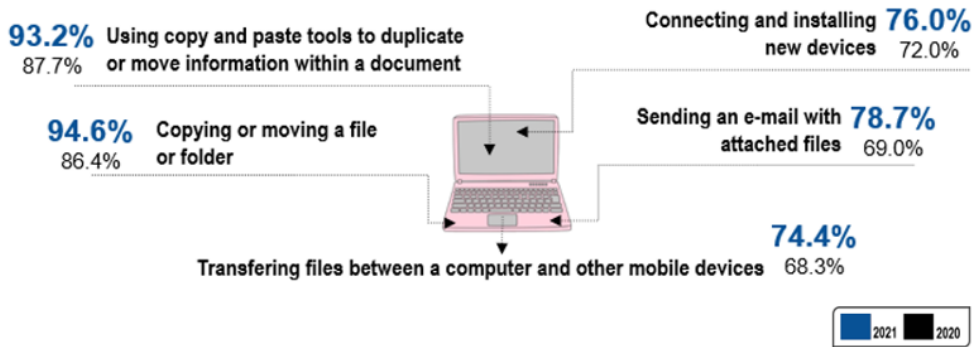 93.2% Using copy and paste tools to duplicate
87.7% or move information within a document
Connecting and installing 76.0%
new devices 72.0%
94.6% Copying or moving a file
86.4% or folder
Sending an e-mail with 78.7%
attached files 69.0%
74.4%
Transfering files between a computer and other mobile devices 68.3%
2021 2020